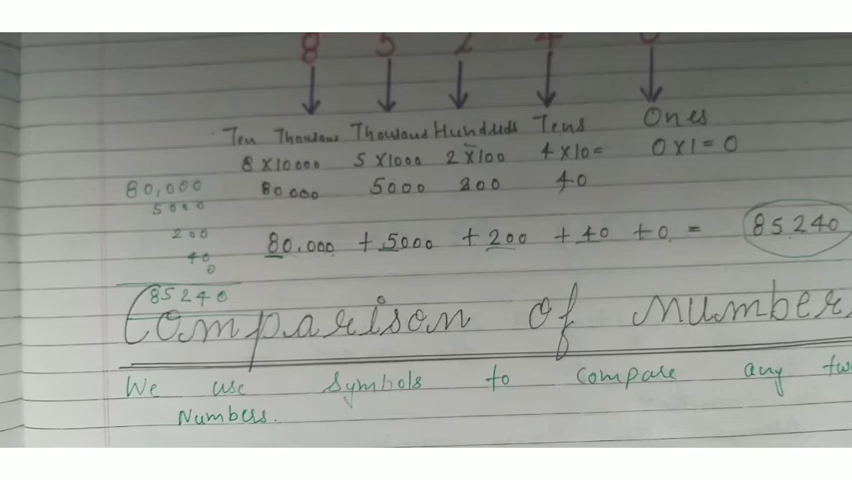 8 5 2 4 0
Ten Thousans Thousans Hundreds Tens Ones
8 X 10000 5 X 1000 2 X 100 4 X 10 = 0 X 1 = 0
80000 5000 200 40
80,000
5000
200
40
0
85240
80,000 + 5000 + 200 + 40 + 0 = 85240
Comparison of Number
We use Symbols to Compare any two
Numbers.